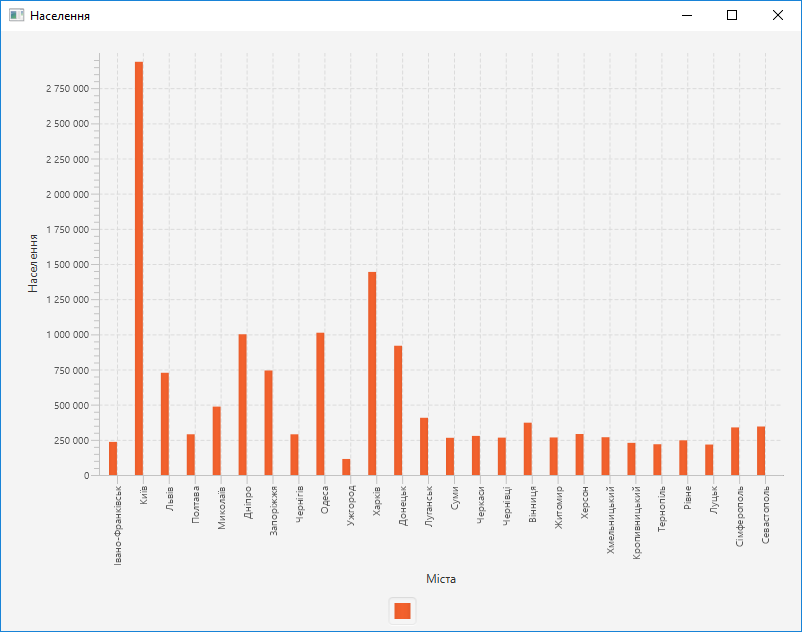 Населення
2 750 000
2 500 000
2 250 000
2 000 000
1 750 000
1 500 000
1 250 000
1 000 000
750 000
500 000
250 000
0
Населення
Івано-Франківськ
Київ
Львів
Полтава
Миколаїв
Дніпро
Запоріжжя
Чернігів
Одеса
Ужгород
Харків
Донецьк
Луганськ
Суми
Черкаси
Чернівці
Вінниця
Житомир
Херсон
Хмельницький
Кропивницький
Тернопіль
Рівне
Луцьк
Сімферополь
Севастополь
Міста